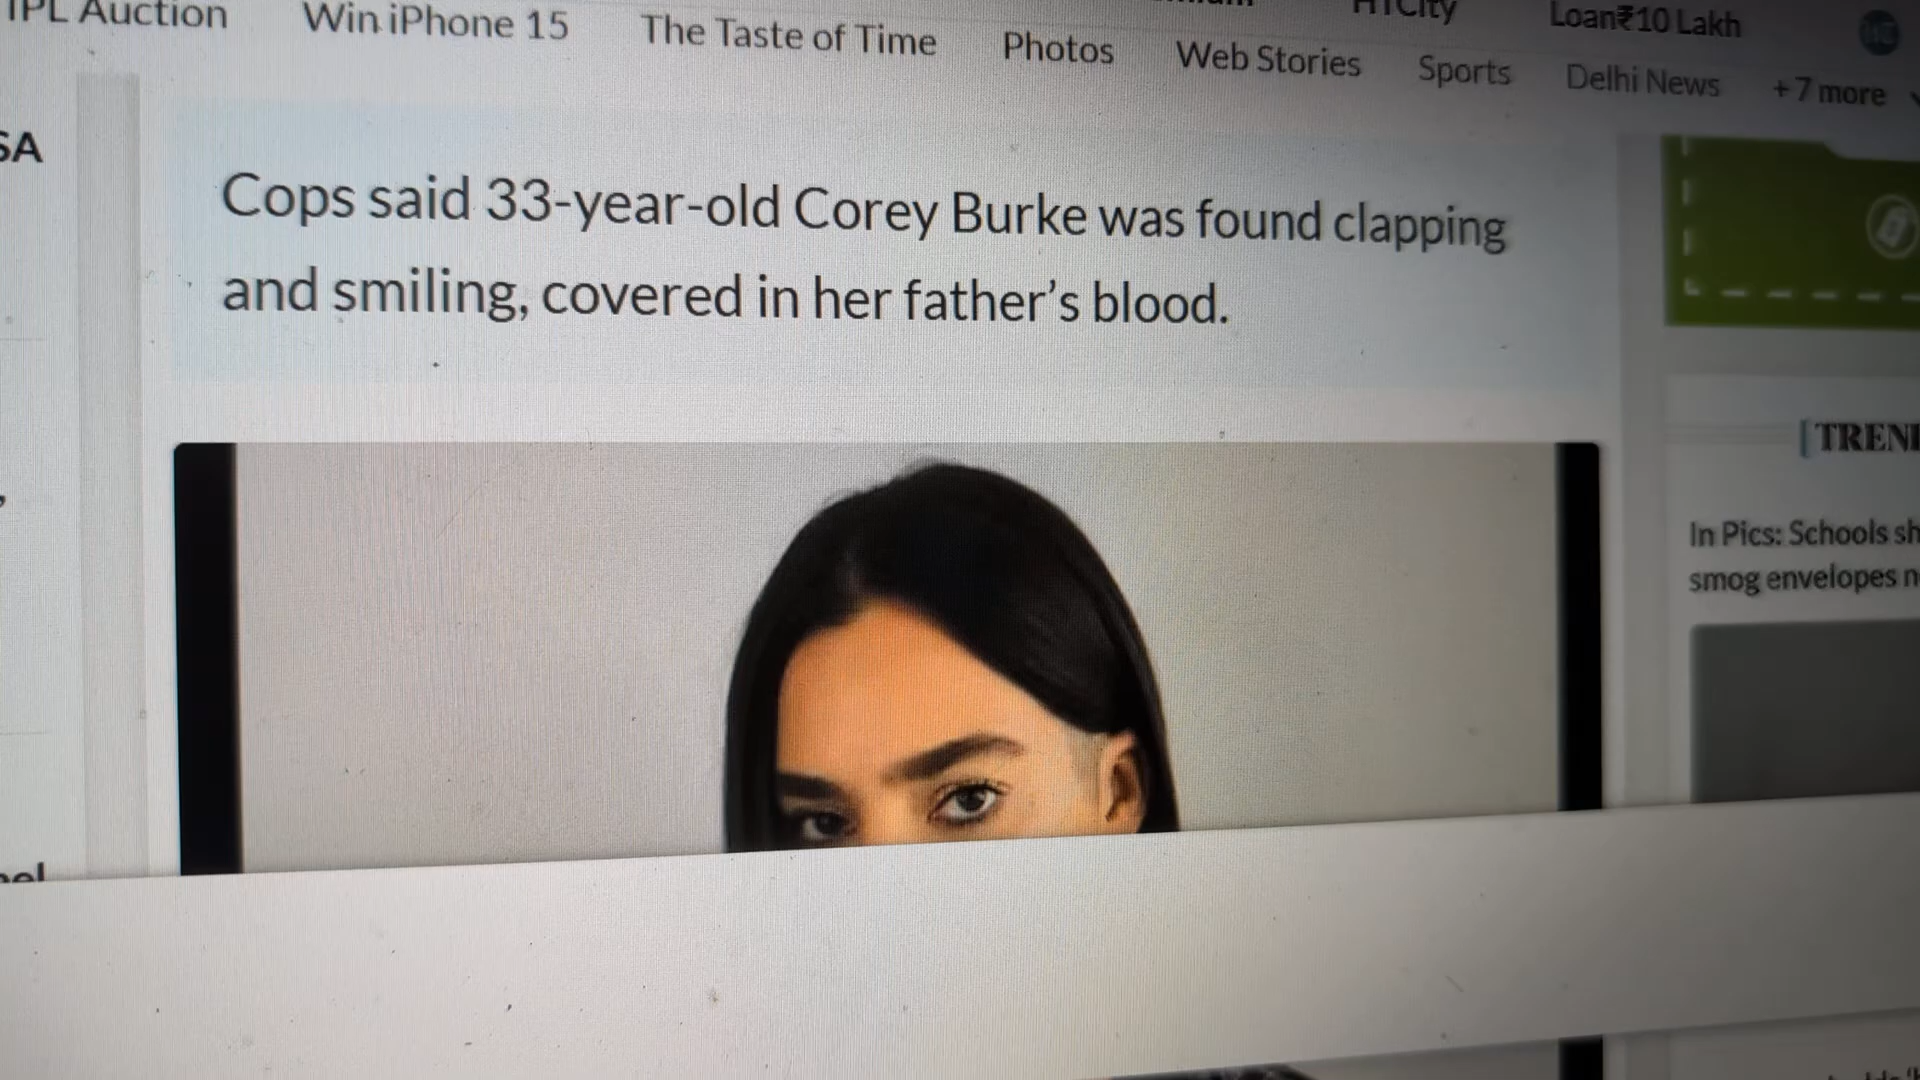 IPL Auction
Win iPhone 15
The Taste of Time
Photos
Web Stories
Sports
Delhi News
+7 more
HTCity
Loan₹10 Lakh
SA
Cops said 33-year-old Corey Burke was found clapping
and smiling, covered in her father’s blood.
[TREN
In Pics: Schools sh
smog envelopes n